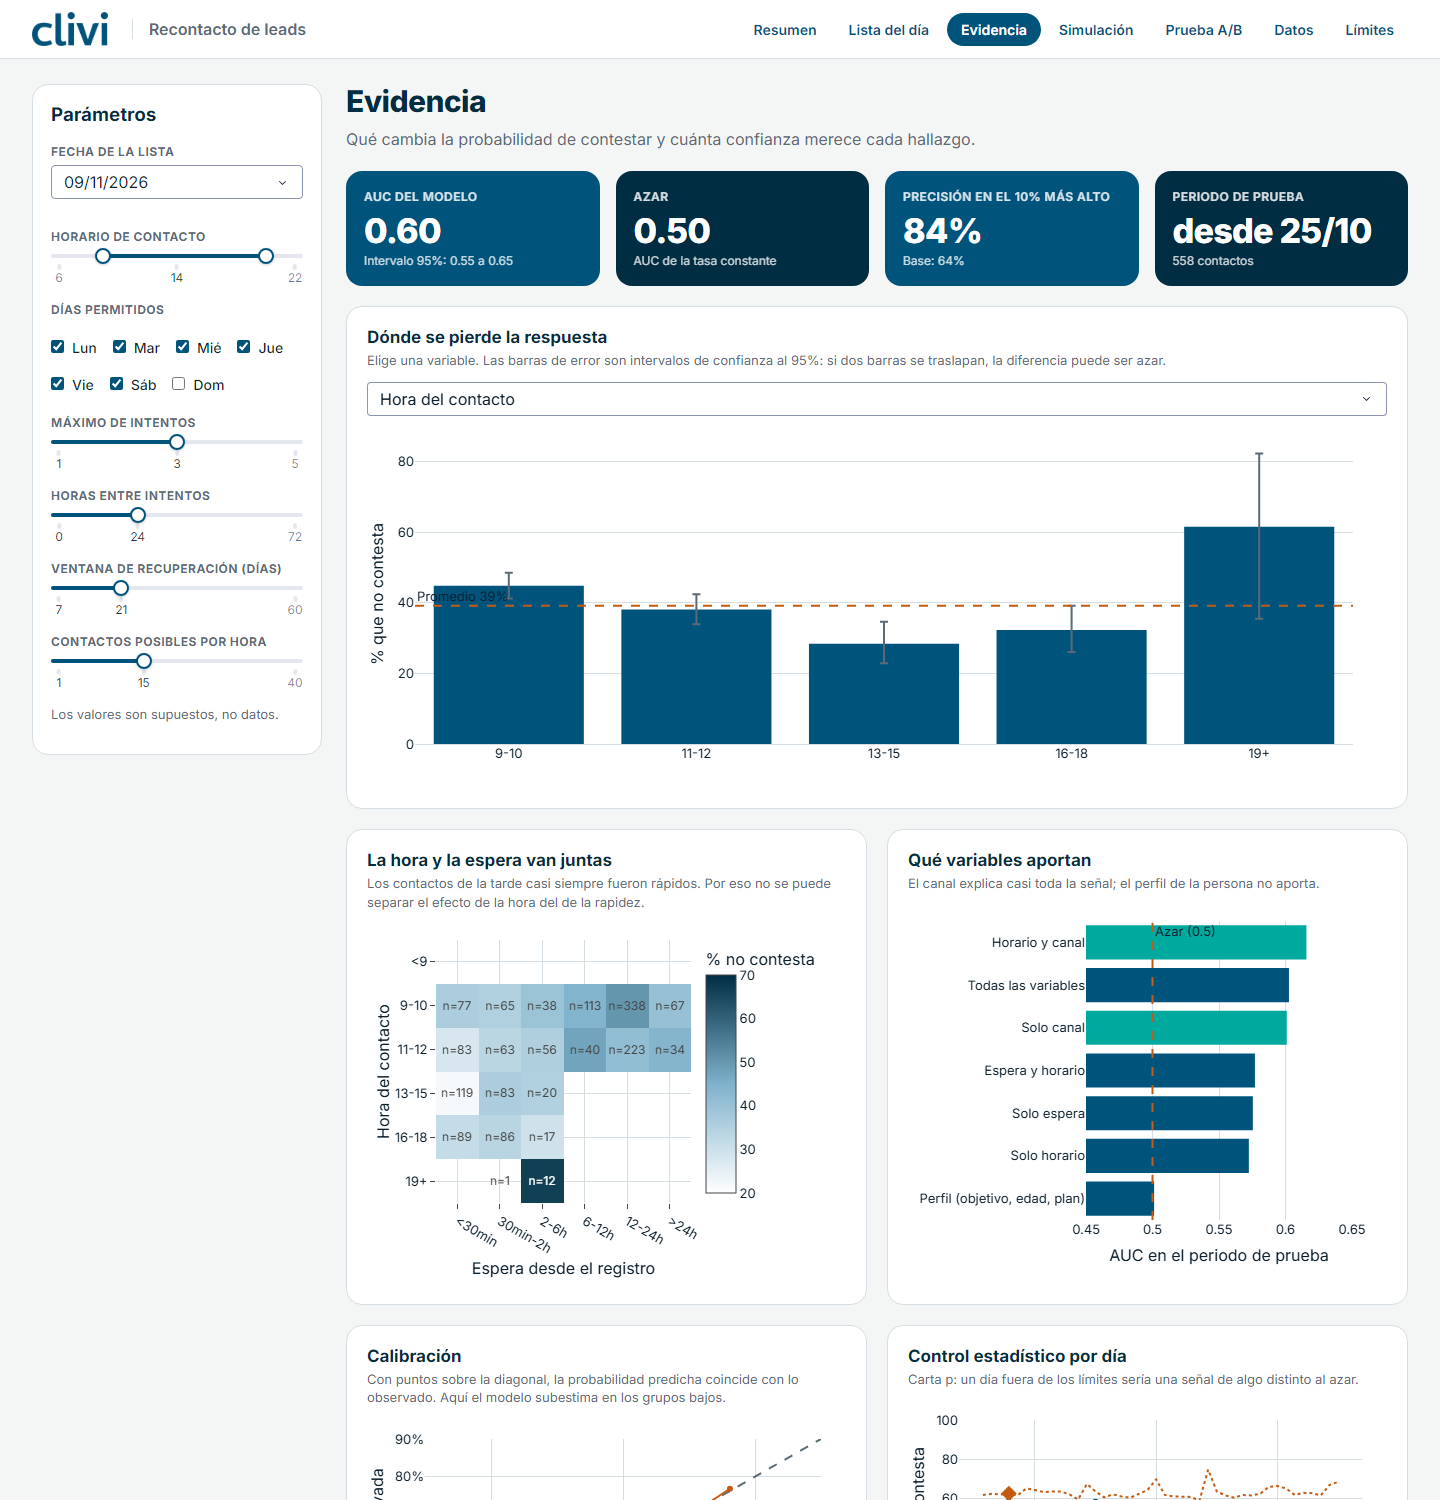 clivi
Recontacto de leads
Resumen
Lista del día
Evidencia
Simulación
Prueba A/B
Datos
Límites
Parámetros
FECHA DE LA LISTA
09/11/2026
HORARIO DE CONTACTO
6 14 22
DÍAS PERMITIDOS
Lun Mar Mié Jue
Vie Sáb Dom
MÁXIMO DE INTENTOS
1 3 5
HORAS ENTRE INTENTOS
0 24 72
VENTANA DE RECUPERACIÓN (DÍAS)
7 21 60
CONTACTOS POSIBLES POR HORA
1 15 40
Los valores son supuestos, no datos.
Evidencia
Qué cambia la probabilidad de contestar y cuánta confianza merece cada hallazgo.
AUC DEL MODELO
0.60
Intervalo 95%: 0.55 a 0.65
AZAR
0.50
AUC de la tasa constante
PRECISIÓN EN EL 10% MÁS ALTO
84%
Base: 64%
PERIODO DE PRUEBA
desde 25/10
558 contactos
Dónde se pierde la respuesta
Elige una variable. Las barras de error son intervalos de confianza al 95%: si dos barras se traslapan, la diferencia puede ser azar.
Hora del contacto
% que no contesta
80
60
40
20
0
Promedio 39%
9-10 11-12 13-15 16-18 19+
La hora y la espera van juntas
Los contactos de la tarde casi siempre fueron rápidos. Por eso no se puede
separar el efecto de la hora del de la rapidez.
Hora del contacto
% no contesta
<9
9-10 n=77 n=65 n=38 n=113 n=338 n=67
11-12 n=83 n=63 n=56 n=40 n=223 n=34
13-15 n=119 n=83 n=20
16-18 n=89 n=86 n=17
19+ n=1 n=12
70
60
50
40
30
20
<30min 30min-2h 2-6h 6-12h 12-24h >24h
Espera desde el registro
Qué variables aportan
El canal explica casi toda la señal; el perfil de la persona no aporta.
Azar (0.5)
Horario y canal
Todas las variables
Solo canal
Espera y horario
Solo espera
Solo horario
Perfil (objetivo, edad, plan)
0.45 0.5 0.55 0.6 0.65
AUC en el periodo de prueba
Calibración
Con puntos sobre la diagonal, la probabilidad predicha coincide con lo
observado. Aquí el modelo subestima en los grupos bajos.
90%
80%
Control estadístico por día
Carta p: un día fuera de los límites sería una señal de algo distinto al azar.
100
80
60